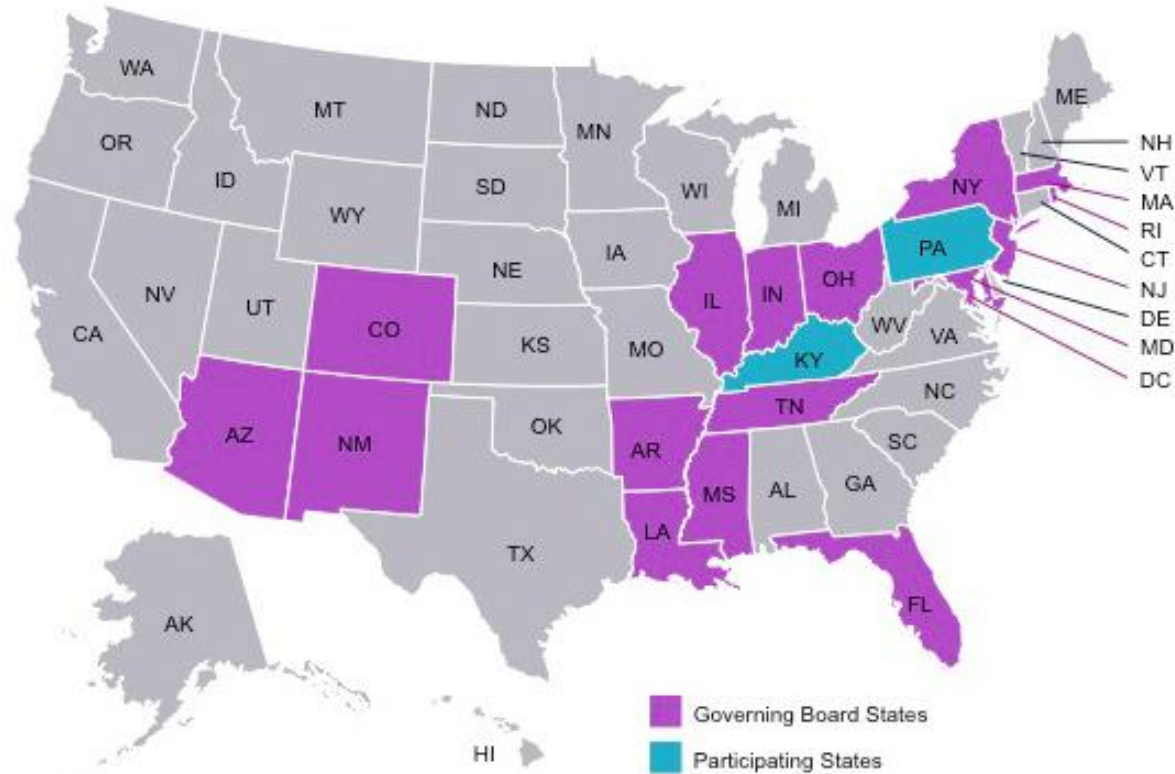 WA
MT
ND
MN
ME
OR
ID
SD
WI
MI
NY
NH
VT
MA
RI
CT
NJ
DE
MD
DC
WY
IA
PA
NE
NV
UT
CO
IL
IN
OH
WV
VA
CA
KS
MO
KY
NC
AZ
NM
OK
AR
TN
SC
MS
AL
GA
TX
LA
FL
AK
HI
Governing Board States
Participating States